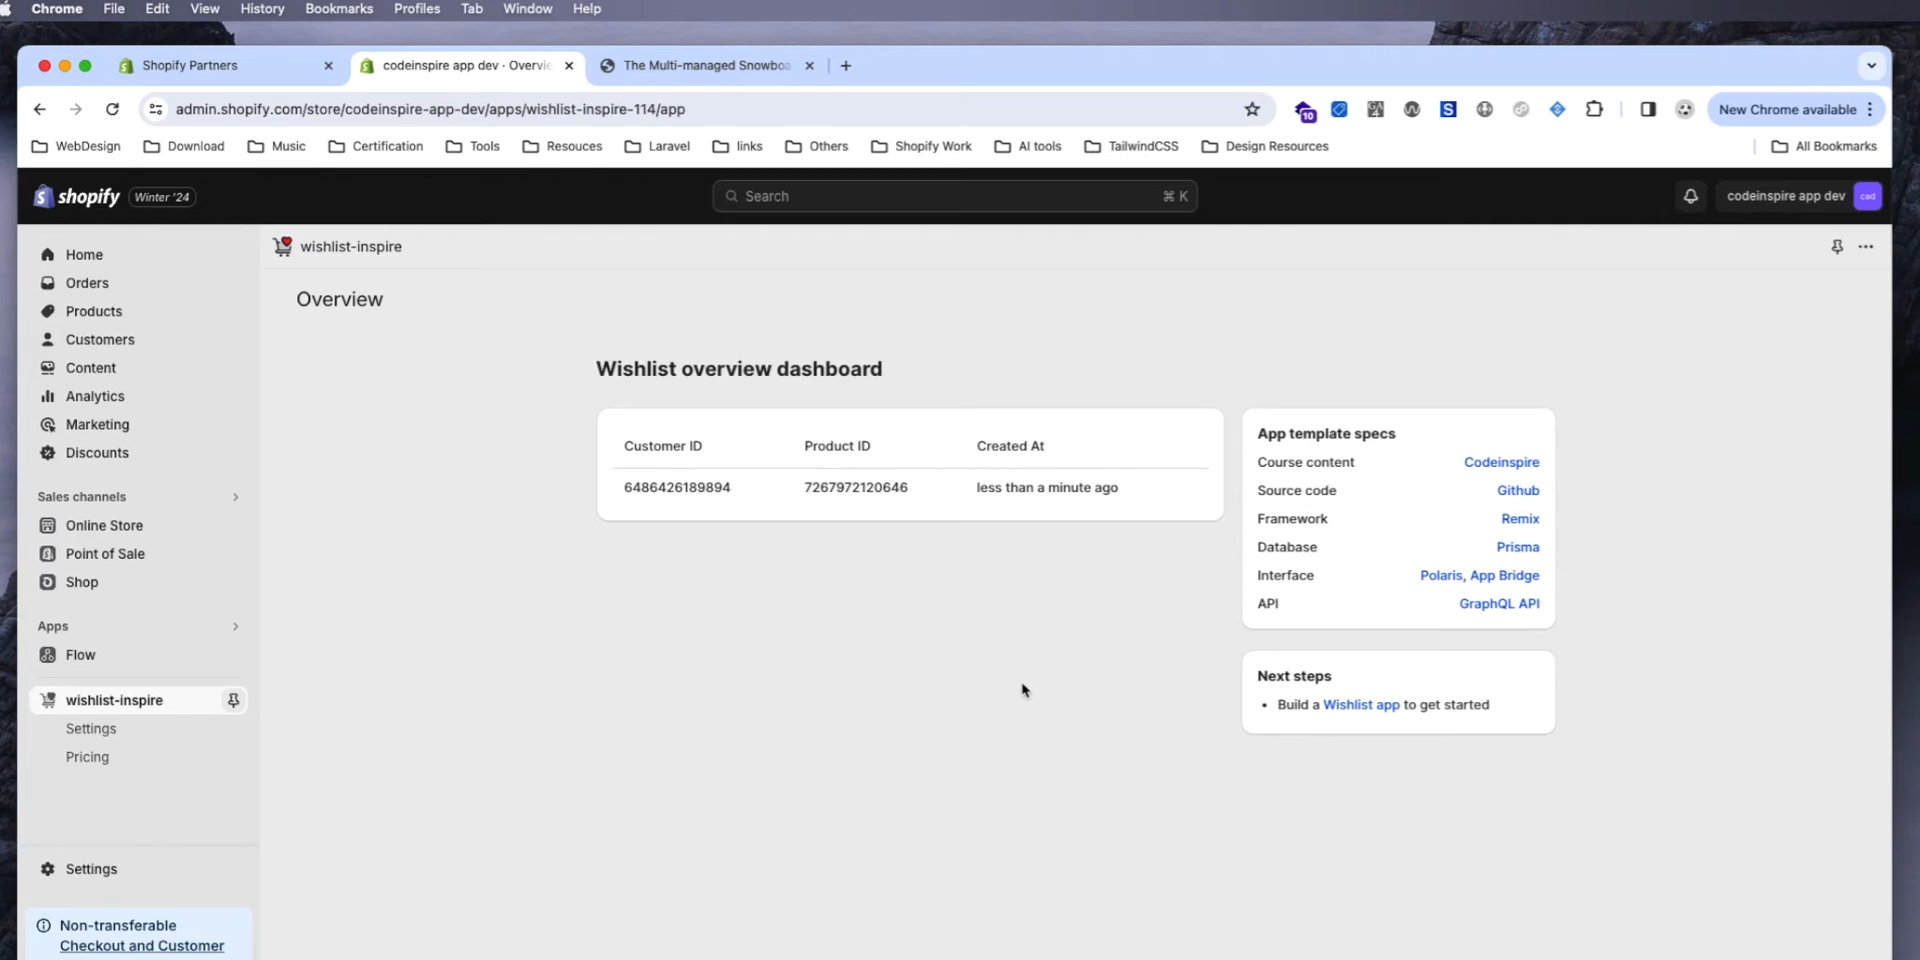 Chrome File Edit View History Bookmarks Profiles Tab Window Help
Shopify Partners
codeinspire app dev · Overvie
The Multi-managed Snowboa
admin.shopify.com/store/codeinspire-app-dev/apps/wishlist-inspire-114/app
10
New Chrome available
WebDesign Download Music Certification Tools Resouces Laravel links Others Shopify Work AI tools TailwindCSS Design Resources All Bookmarks
shopify Winter '24
Search ⌘ K
codeinspire app dev cad
Home
Orders
Products
Customers
Content
Analytics
Marketing
Discounts
Sales channels
Online Store
Point of Sale
Shop
Apps
Flow
wishlist-inspire
Settings
Pricing
Settings
Non-transferable
Checkout and Customer
wishlist-inspire
Overview
Wishlist overview dashboard
Customer ID Product ID Created At
6486426189894 7267972120646 less than a minute ago
App template specs
Course content Codeinspire
Source code Github
Framework Remix
Database Prisma
Interface Polaris, App Bridge
API GraphQL API
Next steps
• Build a Wishlist app to get started